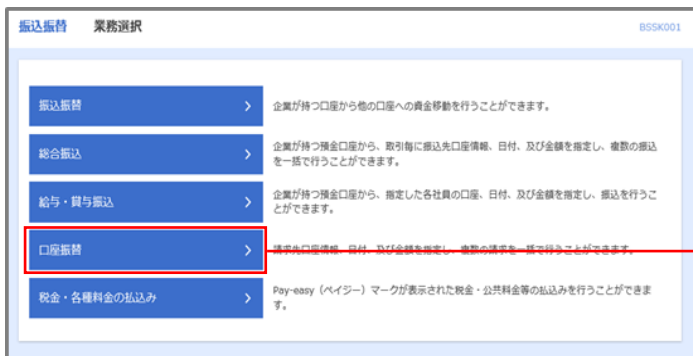 振込振替 業務選択 BSSK001
振込振替
企業が持つ口座から他の口座への資金移動を行うことができます。
総合振込
企業が持つ預金口座から、取引毎に振込先口座情報、日付、及び金額を指定し、複数の振込
を一括で行うことができます。
給与・賞与振込
企業が持つ預金口座から、指定した各社員の口座、日付、及び金額を指定し、振込を行うこ
とができます。
口座振替
請求先口座情報、日付、及び金額を指定し、複数の請求を一括で行うことができます。
税金・各種料金の払込み
Pay-easy（ペイジー）マークが表示された税金・公共料金等の払込みを行うことができま
す。